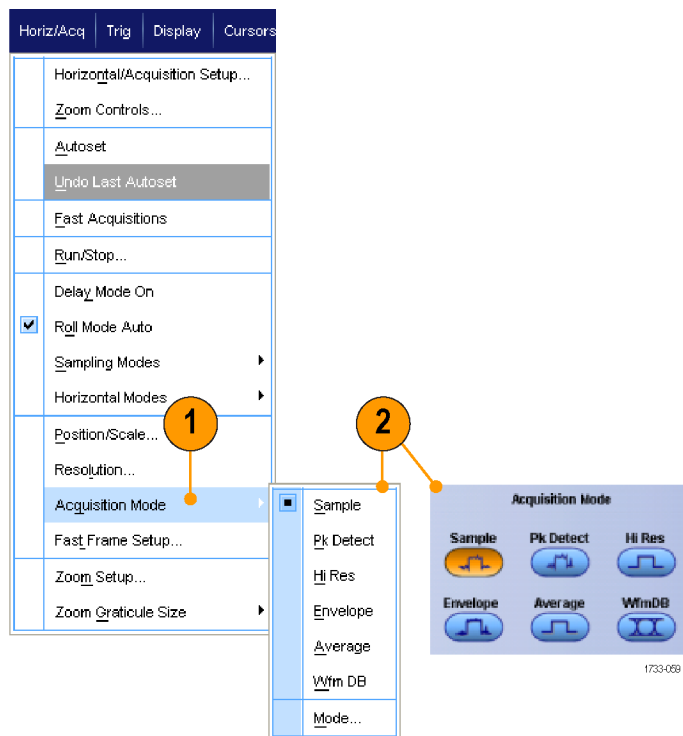 Horiz/Acq Trig Display Cursors
Horizontal/Acquisition Setup...
Zoom Controls...
Autoset
Undo Last Autoset
Fast Acquisitions
Run/Stop...
Delay Mode On
Roll Mode Auto
Sampling Modes
Horizontal Modes
Position/Scale...
Resolution...
Acquisition Mode
Fast Frame Setup...
Zoom Setup...
Zoom Graticule Size
1
2
Sample
Pk Detect
Hi Res
Envelope
Average
Wfm DB
Mode...
Acquisition Mode
Sample Pk Detect Hi Res
Envelope Average WfmDB
1733-059